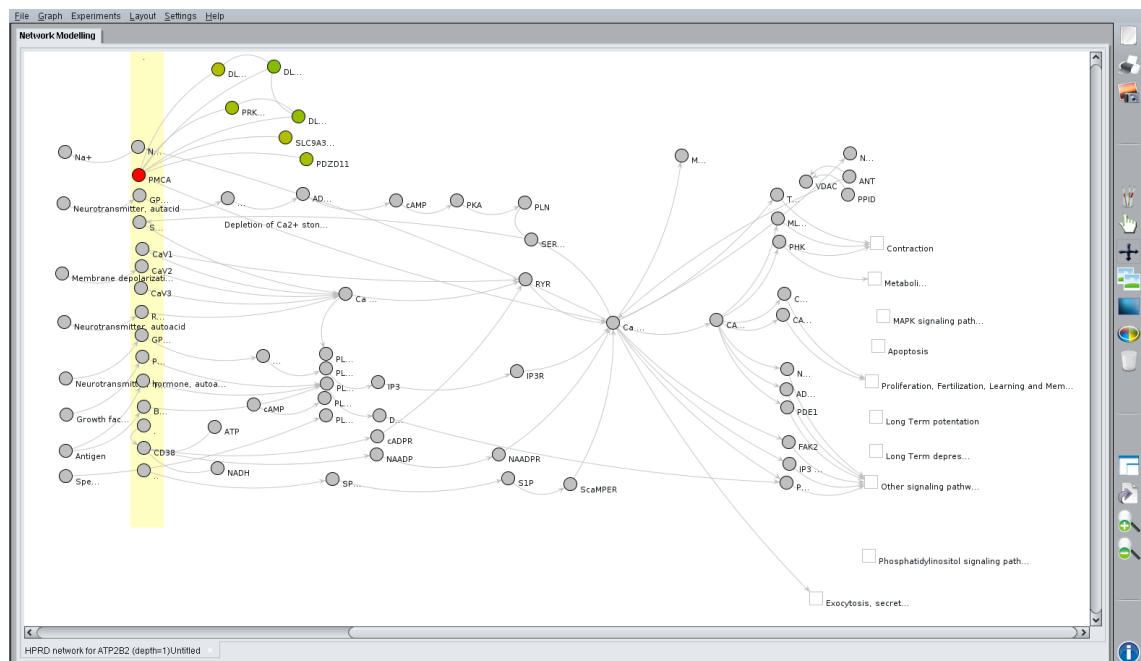 File Graph Experiments Layout Settings Help
Network Modelling
DL...
DL...
PRK...
DL...
SLC9A3...
PDZD11
Na+
N...
PMCA
M...
N...
ANT
VDAC
PPID
GP...
Neurotransmitter, autacid
...
AD...
cAMP
PKA
PLN
T...
Depletion of Ca2+ ston...
S...
SER...
ML...
PHK
Contraction
CaV1
CaV2
Membrane depolarizati...
CaV3
RYR
Metaboli...
Ca ...
C...
R...
Neurotransmitter, autoacid
GP...
Ca ...
CA...
CA...
MAPK signaling path...
Apoptosis
P...
...
PL...
PL...
PL...
PL...
PL...
IP3
IP3R
N...
AD...
PDE1
Proliferation, Fertilization, Learning and Mem...
Neurotransmitter, hormone, autoa...
Growth fac...
B...
cAMP
D...
ATP
Long Term potentation
Antigen
CD38
cADPR
NAADP
NAADPR
FAK2
IP3 ...
P...
Long Term depres...
Spe...
..
NADH
SP...
S1P
ScaMPER
Other signaling pathw...
Phosphatidylinositol signaling path...
Exocytosis, secret...
HPRD network for ATP2B2 (depth=1)Untitled